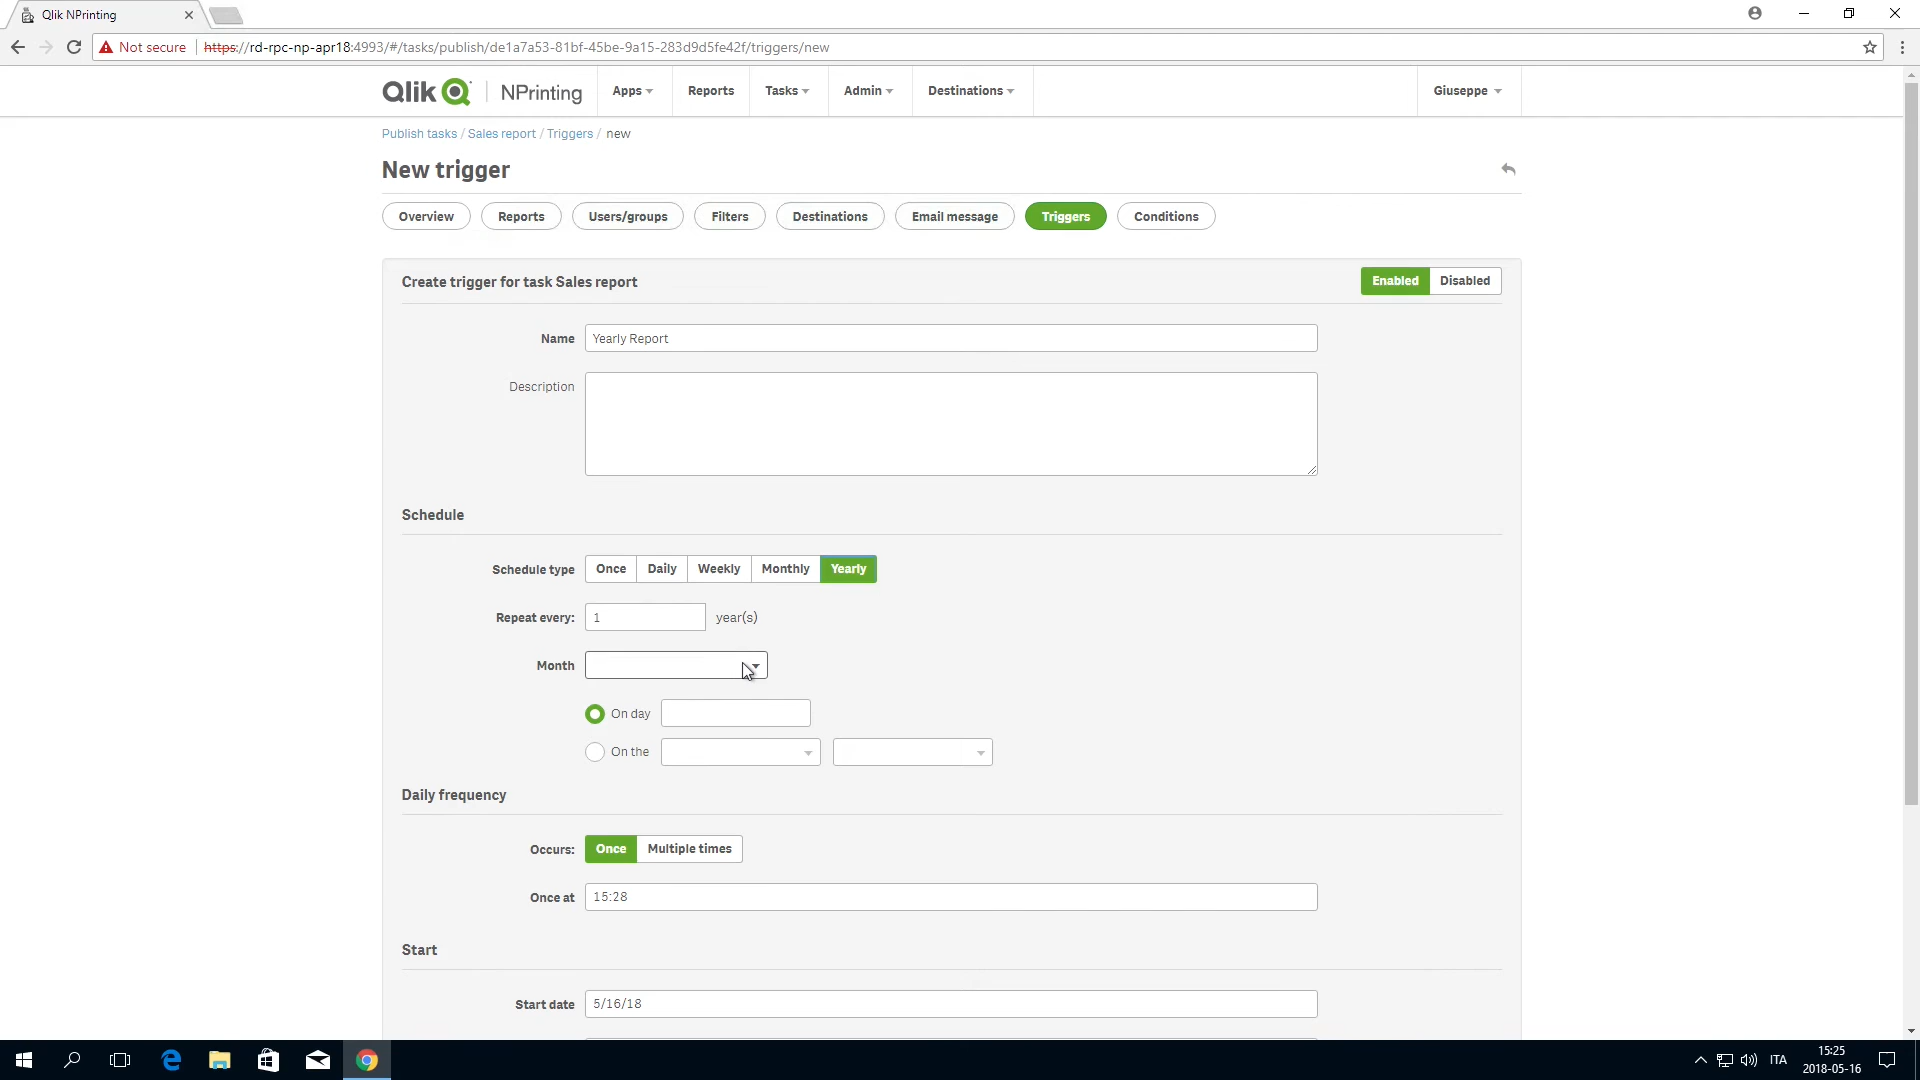 Qlik NPrinting
Not secure | https://rd-rpc-np-apr18:4993/#/tasks/publish/de1a7a53-81bf-45be-9a15-283d9d5fe42f/triggers/new
Qlik NPrinting Apps Reports Tasks Admin Destinations Giuseppe
Publish tasks / Sales report / Triggers / new
New trigger
Overview Reports Users/groups Filters Destinations Email message Triggers Conditions
Create trigger for task Sales report Enabled Disabled
Name Yearly Report
Description
Schedule
Schedule type Once Daily Weekly Monthly Yearly
Repeat every: 1 year(s)
Month
On day
On the
Daily frequency
Occurs: Once Multiple times
Once at 15:28
Start
Start date 5/16/18
ITA 15:25
2018-05-16